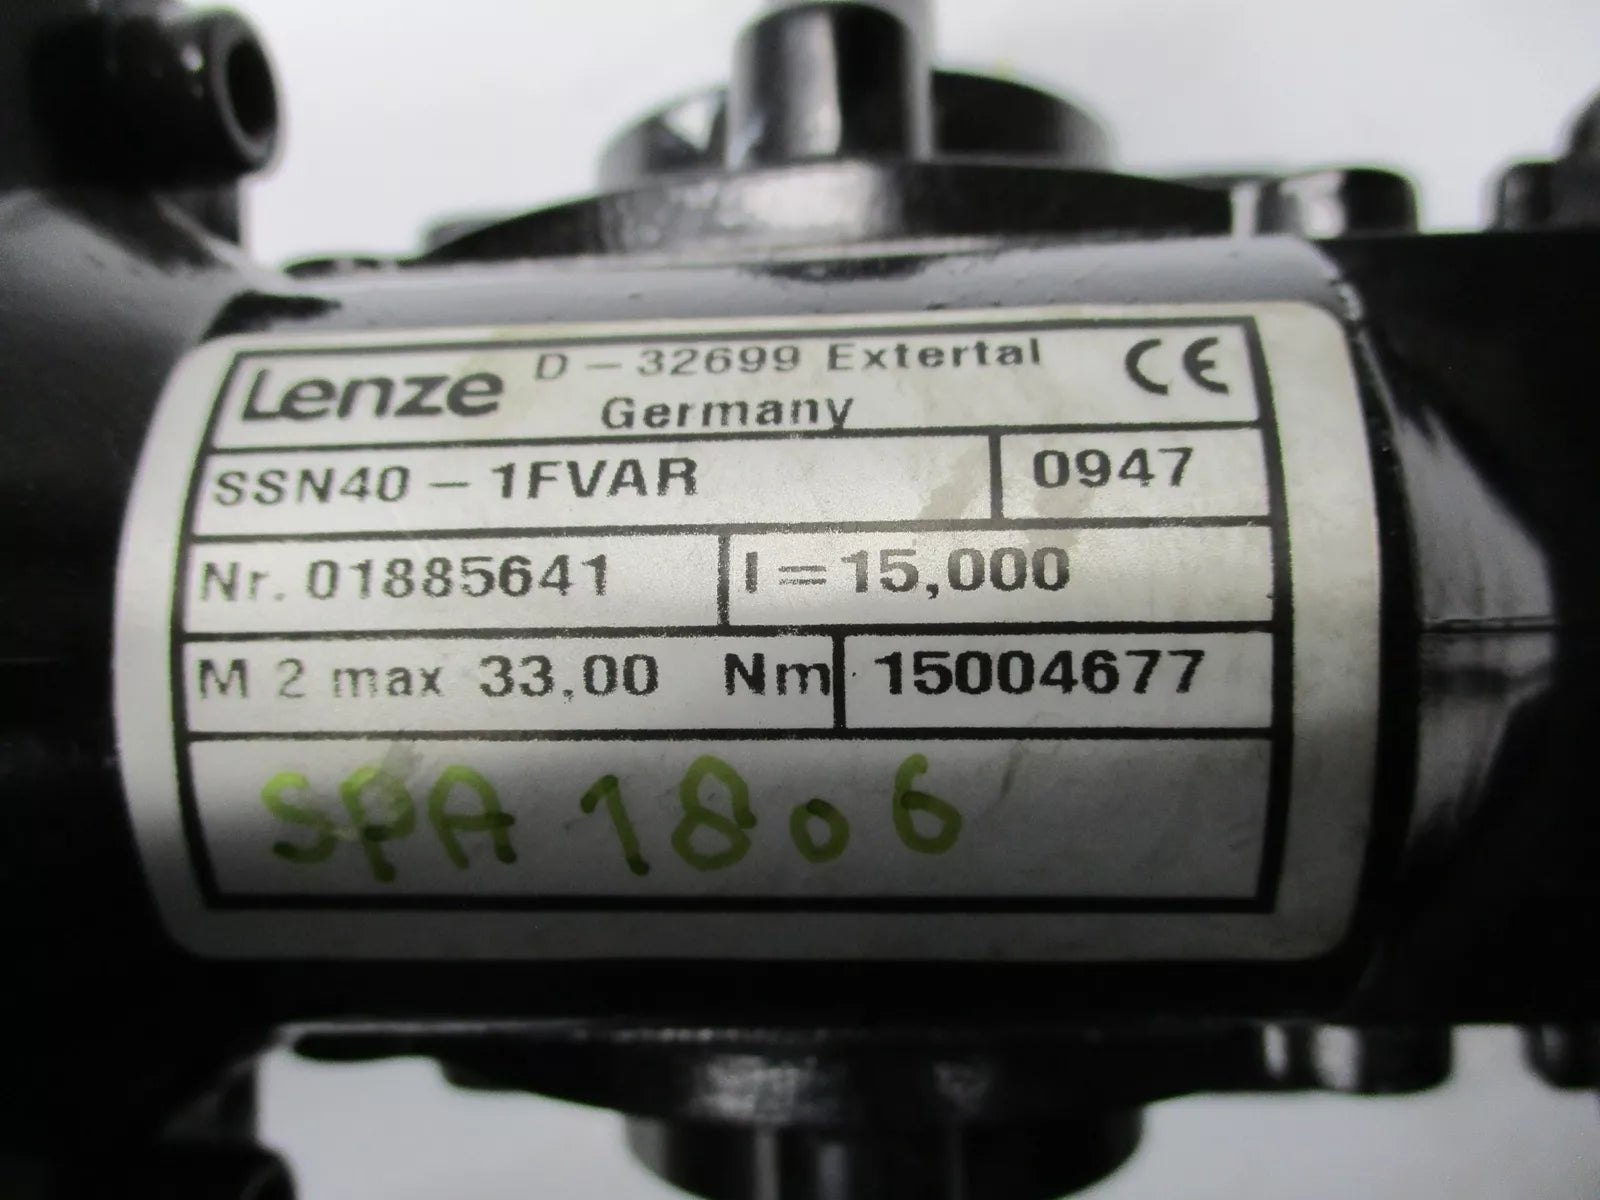 Lenze D – 32699 Extertal CE
Germany
SSN40 – 1FVAR 0947
Nr. 01885641 I = 15,000
M 2 max 33,00 Nm 15004677
SPA 1806